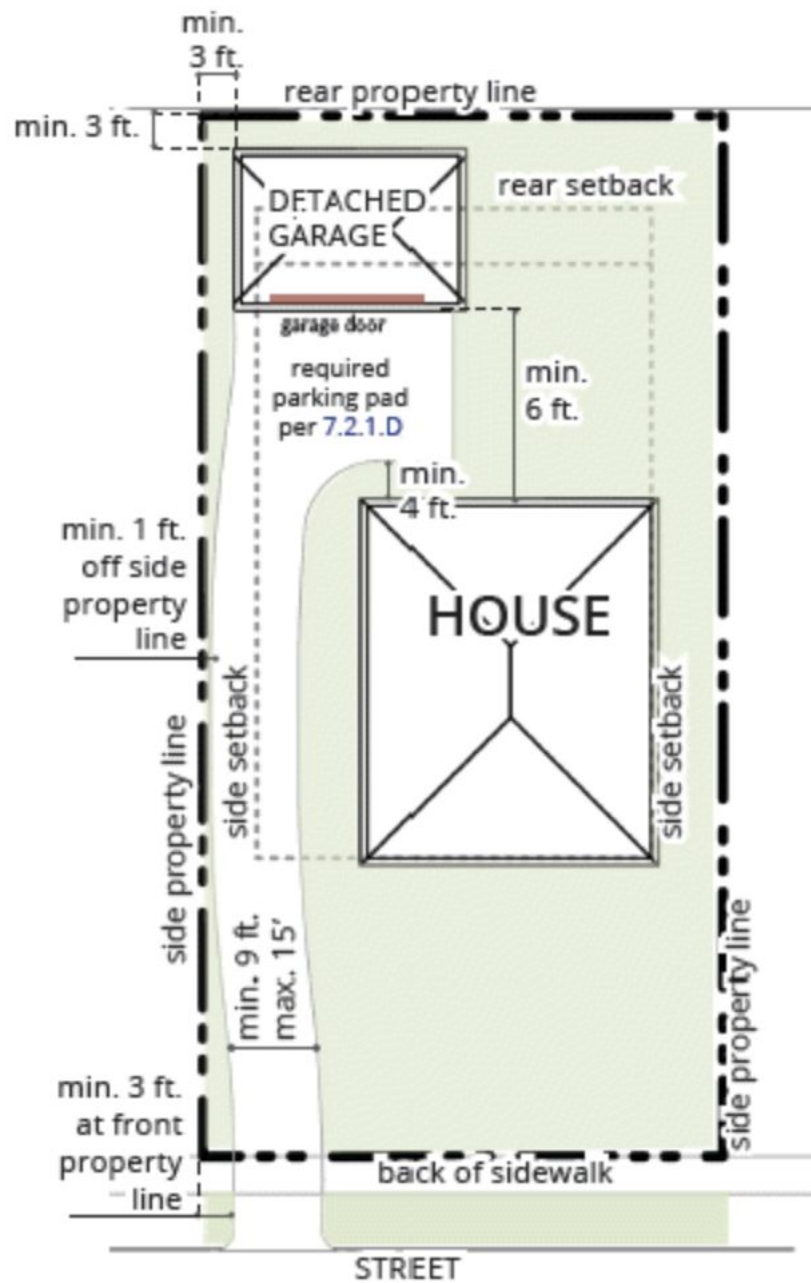 min.
3 ft.
rear property line
min. 3 ft.
DETACHED
GARAGE
rear setback
garage door
required
parking pad
per 7.2.1.D
min.
6 ft.
min.
4 ft.
min. 1 ft.
off side
property
line
HOUSE
side setback
side setback
side property line
min. 9 ft.
max. 15'
side property line
min. 3 ft.
at front
property
line
back of sidewalk
STREET